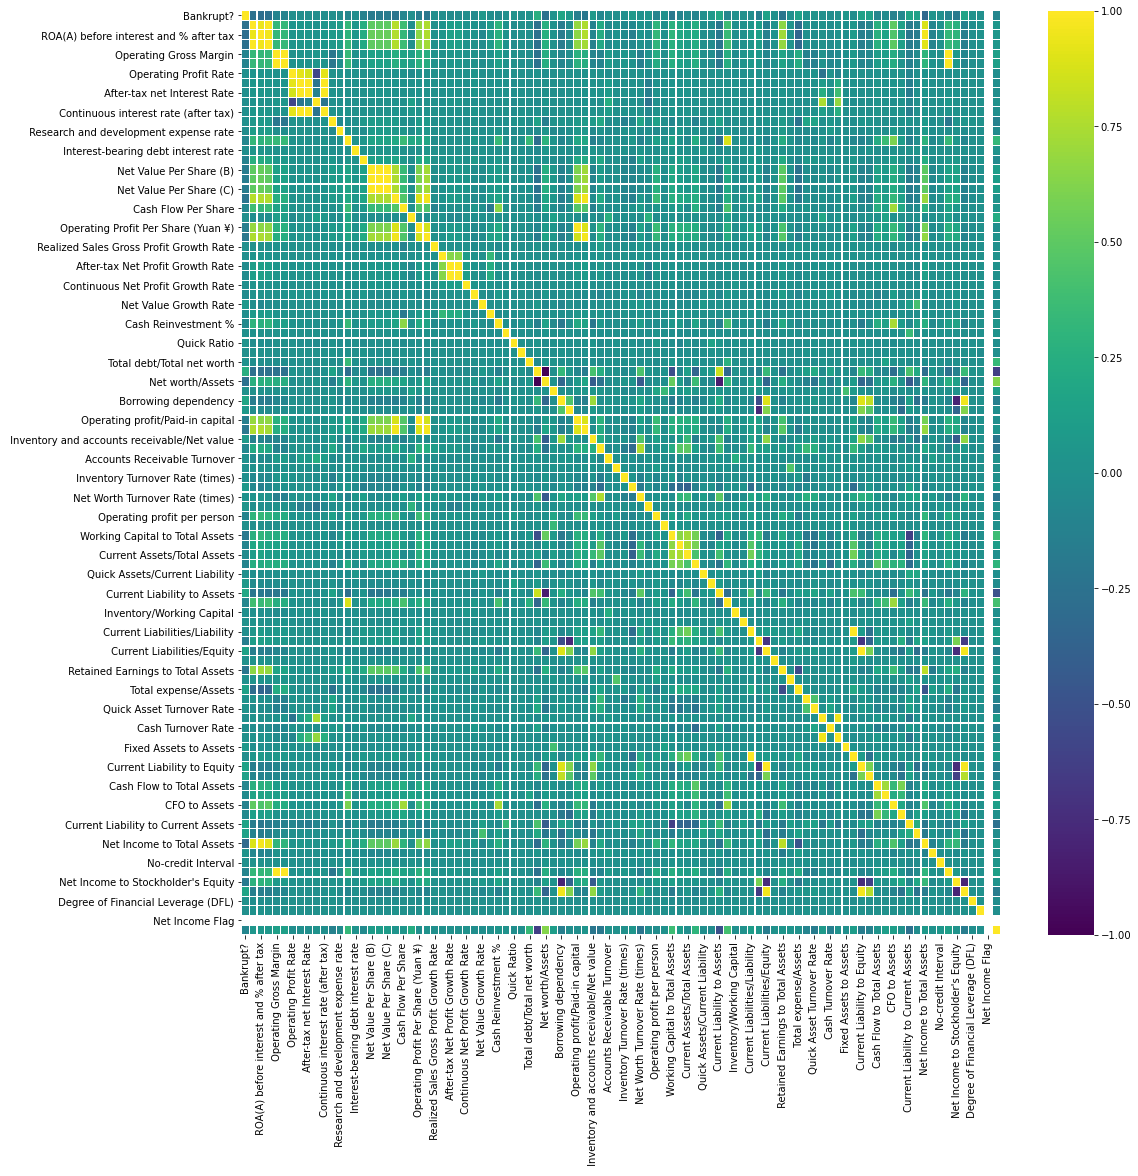 Bankrupt?
ROA(A) before interest and % after tax
Operating Gross Margin
Operating Profit Rate
After-tax net Interest Rate
Continuous interest rate (after tax)
Research and development expense rate
Interest-bearing debt interest rate
Net Value Per Share (B)
Net Value Per Share (C)
Cash Flow Per Share
Operating Profit Per Share (Yuan ¥)
Realized Sales Gross Profit Growth Rate
After-tax Net Profit Growth Rate
Continuous Net Profit Growth Rate
Net Value Growth Rate
Cash Reinvestment %
Quick Ratio
Total debt/Total net worth
Net worth/Assets
Borrowing dependency
Operating profit/Paid-in capital
Inventory and accounts receivable/Net value
Accounts Receivable Turnover
Inventory Turnover Rate (times)
Net Worth Turnover Rate (times)
Operating profit per person
Working Capital to Total Assets
Current Assets/Total Assets
Quick Assets/Current Liability
Current Liability to Assets
Inventory/Working Capital
Current Liabilities/Liability
Current Liabilities/Equity
Retained Earnings to Total Assets
Total expense/Assets
Quick Asset Turnover Rate
Cash Turnover Rate
Fixed Assets to Assets
Current Liability to Equity
Cash Flow to Total Assets
CFO to Assets
Current Liability to Current Assets
Net Income to Total Assets
No-credit Interval
Net Income to Stockholder's Equity
Degree of Financial Leverage (DFL)
Net Income Flag
Bankrupt?
ROA(A) before interest and % after tax
Operating Gross Margin
Operating Profit Rate
After-tax net Interest Rate
Continuous interest rate (after tax)
Research and development expense rate
Interest-bearing debt interest rate
Net Value Per Share (B)
Net Value Per Share (C)
Cash Flow Per Share
Operating Profit Per Share (Yuan ¥)
Realized Sales Gross Profit Growth Rate
After-tax Net Profit Growth Rate
Continuous Net Profit Growth Rate
Net Value Growth Rate
Cash Reinvestment %
Quick Ratio
Total debt/Total net worth
Net worth/Assets
Borrowing dependency
Operating profit/Paid-in capital
Inventory and accounts receivable/Net value
Accounts Receivable Turnover
Inventory Turnover Rate (times)
Net Worth Turnover Rate (times)
Operating profit per person
Working Capital to Total Assets
Current Assets/Total Assets
Quick Assets/Current Liability
Current Liability to Assets
Inventory/Working Capital
Current Liabilities/Liability
Current Liabilities/Equity
Retained Earnings to Total Assets
Total expense/Assets
Quick Asset Turnover Rate
Cash Turnover Rate
Fixed Assets to Assets
Current Liability to Equity
Cash Flow to Total Assets
CFO to Assets
Current Liability to Current Assets
Net Income to Total Assets
No-credit Interval
Net Income to Stockholder's Equity
Degree of Financial Leverage (DFL)
Net Income Flag
1.00
0.75
0.50
0.25
0.00
−0.25
−0.50
−0.75
−1.00